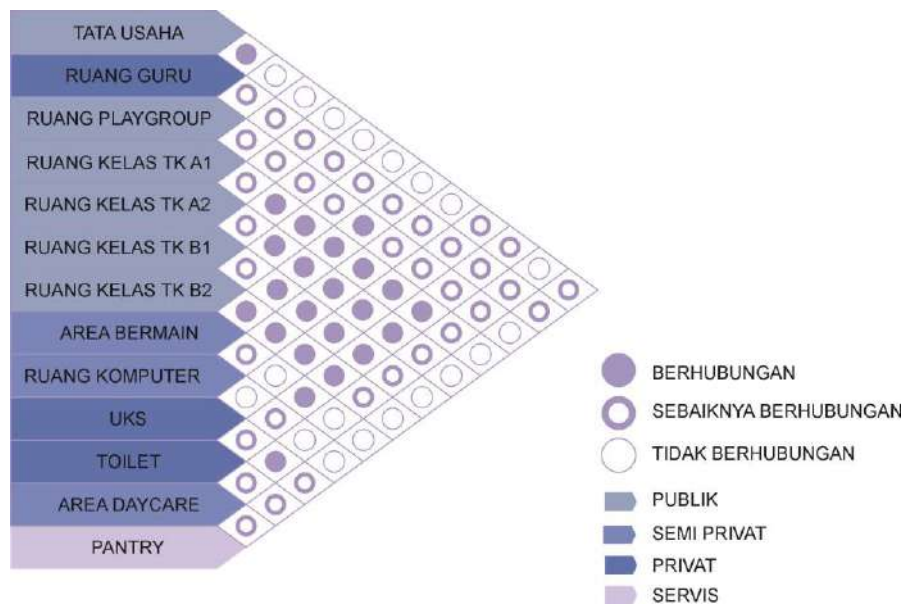 TATA USAHA
RUANG GURU
RUANG PLAYGROUP
RUANG KELAS TK A1
RUANG KELAS TK A2
RUANG KELAS TK B1
RUANG KELAS TK B2
AREA BERMAIN
RUANG KOMPUTER
UKS
TOILET
AREA DAYCARE
PANTRY
BERHUBUNGAN
SEBAIKNYA BERHUBUNGAN
TIDAK BERHUBUNGAN
PUBLIK
SEMI PRIVAT
PRIVAT
SERVIS